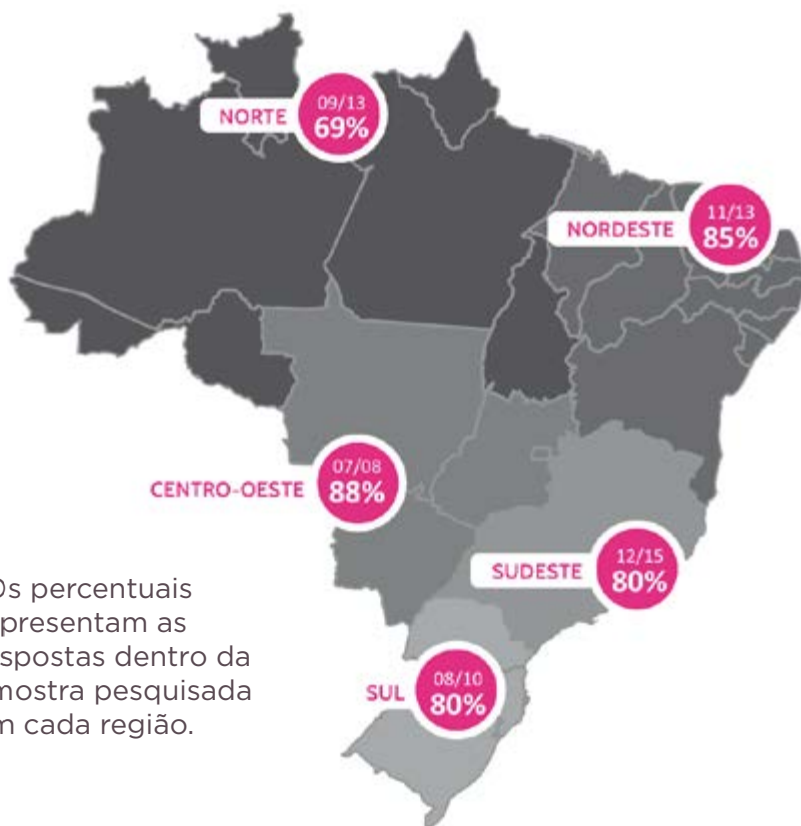 NORTE
09/13
69%
NORDESTE
11/13
85%
CENTRO-OESTE
07/08
88%
SUDESTE
12/15
80%
Os percentuais
presentam as
spostas dentro da
mostra pesquisada
m cada região.
SUL
08/10
80%